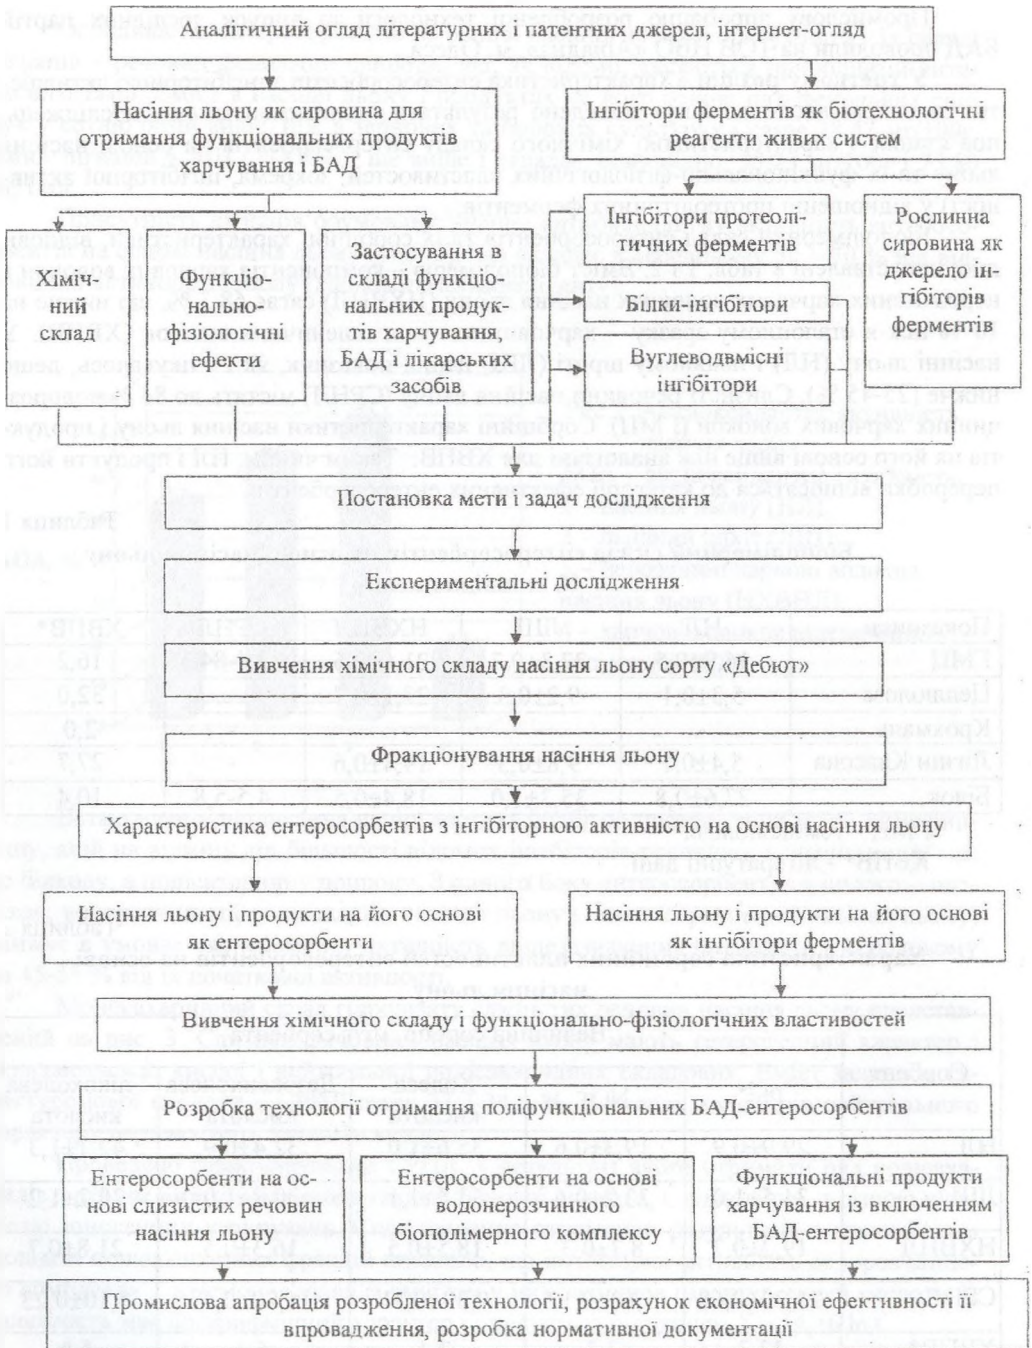 Аналітичний огляд літературних і патентних джерел, інтернет-огляд
Насіння льону як сировина для
отримання функціональних продуктів
харчування і БАД
Інгібітори ферментів як біотехнологічні
реагенти живих систем
Хіміч-
ний
склад
Функціо-
нально-
фізіологічні
ефекти
Застосування в
складі функціо-
нальних продук-
тів харчування,
БАД і лікарських
засобів
Інгібітори протеолі-
тичних ферментів
Білки-інгібітори
Вуглеводвмісні
інгібітори
Рослинна
сировина як
джерело ін-
гібіторів
ферментів
Постановка мети і задач дослідження
Експериментальні дослідження
Вивчення хімічного складу насіння льону сорту «Дебют»
Фракціонування насіння льону
Характеристика ентеросорбентів з інгібіторною активністю на основі насіння льону
Насіння льону і продукти на його основі
як ентеросорбенти
Насіння льону і продукти на його основі
як інгібітори ферментів
Вивчення хімічного складу і функціонально-фізіологічних властивостей
Розробка технології отримання поліфункціональних БАД-ентеросорбентів
Ентеросорбенти на ос-
нові слизистих речовин
насіння льону
Ентеросорбенти на
основі водонерозчинного
біополімерного комплексу
Функціональні продукти
харчування із включенням
БАД-ентеросорбентів
Промислова апробація розробленої технології, розрахунок економічної ефективності її
впровадження, розробка нормативної документації